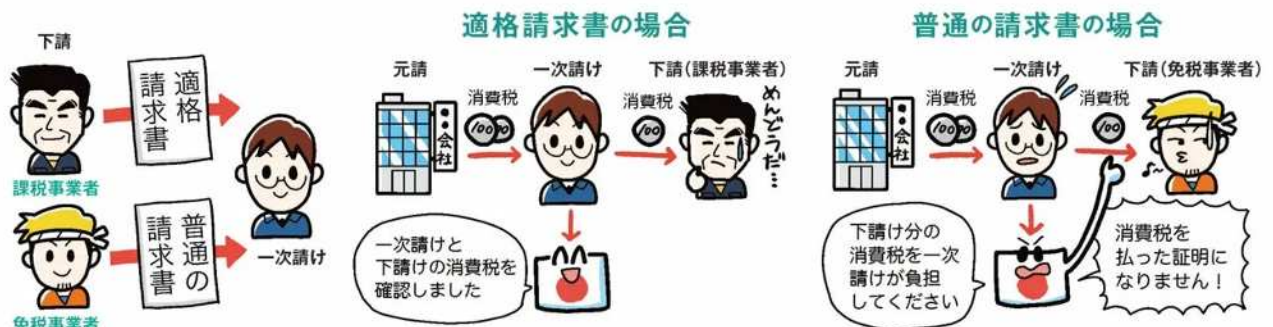 下請
適格
請求書
課税事業者
普通の
請求書
免税事業者
一次請け
適格請求書の場合
元請
●●会社
消費税
100
一次請け
消費税
100
下請(課税事業者)
めんどうだ…
一次請けと
下請けの消費税を
確認しました
普通の請求書の場合
元請
●●会社
消費税
100
一次請け
消費税
100
下請(免税事業者)
下請け分の
消費税を一次
請けが負担
してください
消費税を
払った証明に
なりません!